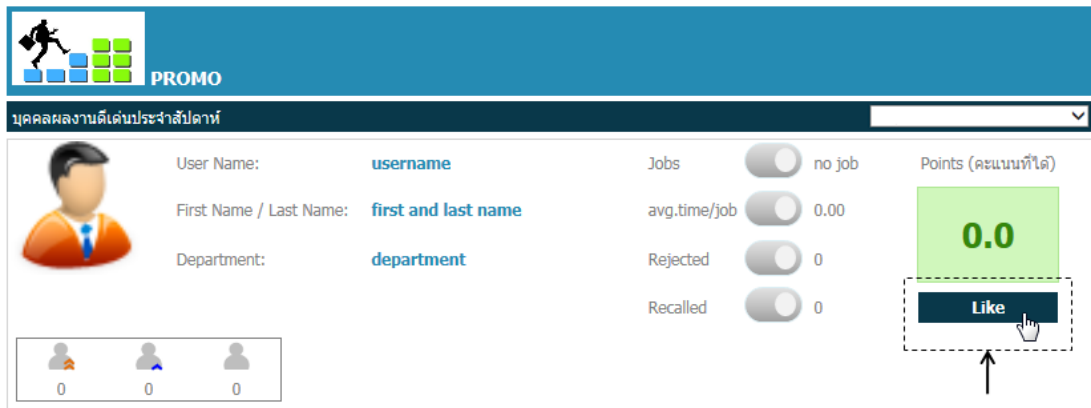 PROMO
บุคคลผลงานดีเด่นประจำสัปดาห์
User Name: username Jobs no job Points (คะแนนที่ได้)
First Name / Last Name: first and last name avg.time/job 0.00 0.0
Department: department Rejected 0
Recalled 0 Like
0 0 0